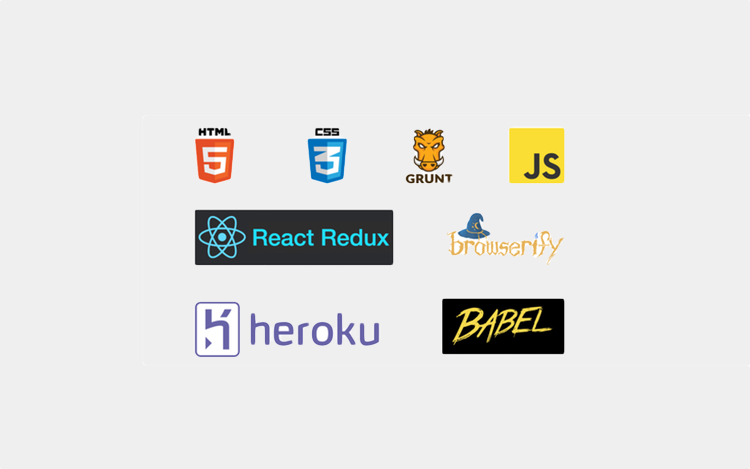 HTML
5
CSS
3
GRUNT
JS
React Redux
browserify
heroku
BABEL